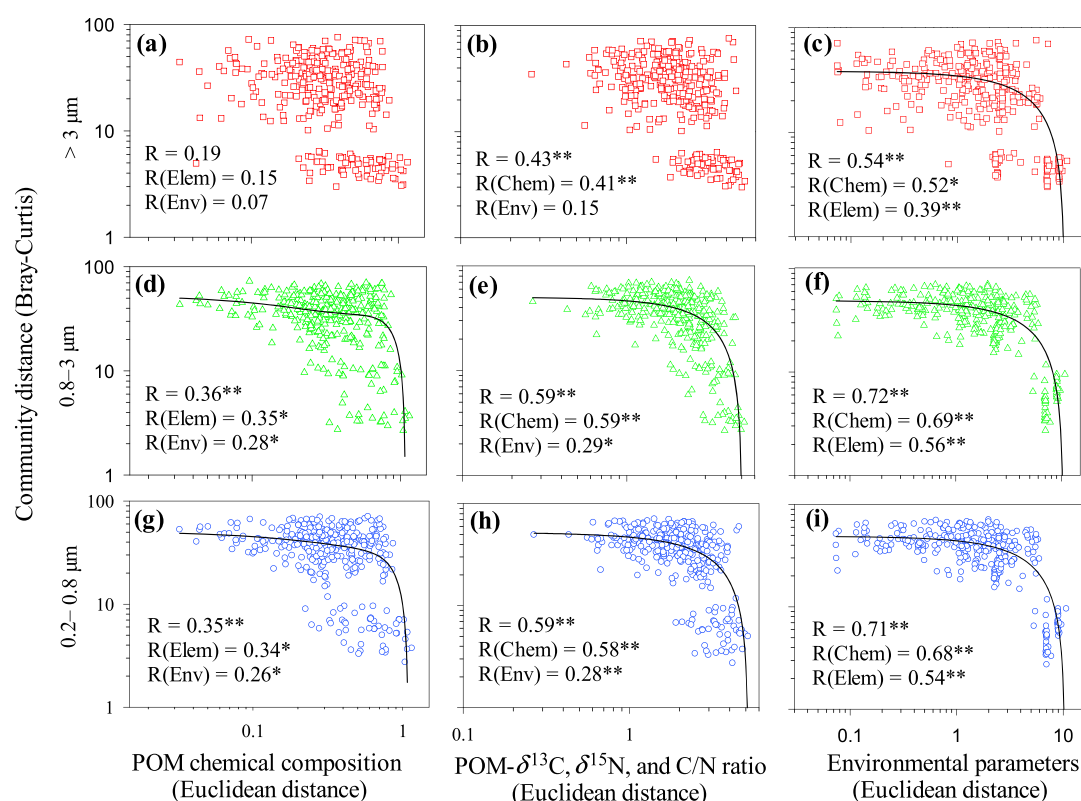 Community distance (Bray-Curtis)
> 3 µm
100
10
1
(a)
R = 0.19
R(Elem) = 0.15
R(Env) = 0.07
(b)
R = 0.43**
R(Chem) = 0.41**
R(Env) = 0.15
(c)
R = 0.54**
R(Chem) = 0.52*
R(Elem) = 0.39**
0.8–3 µm
100
10
1
(d)
R = 0.36**
R(Elem) = 0.35*
R(Env) = 0.28*
(e)
R = 0.59**
R(Chem) = 0.59**
R(Env) = 0.29*
(f)
R = 0.72**
R(Chem) = 0.69**
R(Elem) = 0.56**
0.2– 0.8 µm
100
10
1
(g)
R = 0.35**
R(Elem) = 0.34*
R(Env) = 0.26*
(h)
R = 0.59**
R(Chem) = 0.58**
R(Env) = 0.28**
(i)
R = 0.71**
R(Chem) = 0.68**
R(Elem) = 0.54**
0.1 1
0.1 1
0.1 1 10
POM chemical composition
(Euclidean distance)
POM-δ¹³C, δ¹⁵N, and C/N ratio
(Euclidean distance)
Environmental parameters
(Euclidean distance)